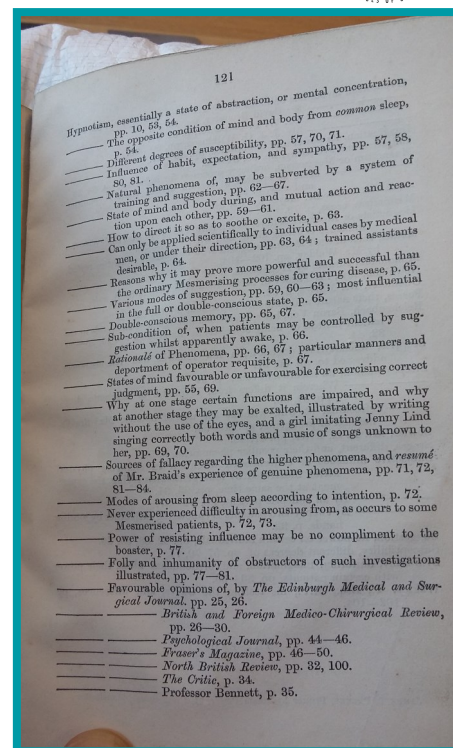 121
Hypnotism, essentially a state of abstraction, or mental concentration,
pp. 10, 53, 54.
——— The opposite condition of mind and body from common sleep,
p. 54.
——— Different degrees of susceptibility, pp. 57, 70, 71.
——— Influence of habit, expectation, and sympathy, pp. 57, 58,
80, 81.
——— Natural phenomena of, may be subverted by a system of
training and suggestion, pp. 62—67.
——— State of mind and body during, and mutual action and reac-
tion upon each other, pp. 59—61.
——— How to direct it so as to soothe or excite, p. 63.
——— Can only be applied scientifically to individual cases by medical
men, or under their direction, pp. 63, 64; trained assistants
desirable, p. 64.
——— Reasons why it may prove more powerful and successful than
the ordinary Mesmerising processes for curing disease, p. 65.
——— Various modes of suggestion, pp. 59, 60—63; most influential
in the full or double-conscious state, p. 65.
——— Double-conscious memory, pp. 65, 67.
——— Sub-condition of, when patients may be controlled by sug-
gestion whilst apparently awake, p. 66.
——— Rationalé of Phenomena, pp. 66, 67; particular manners and
department of operator requisite, p. 67.
——— States of mind favourable or unfavourable for exercising correct
judgment, pp. 55, 69.
——— Why at one stage certain functions are impaired, and why
at another stage they may be exalted, illustrated by writing
without the use of the eyes, and a girl imitating Jenny Lind
singing correctly both words and music of songs unknown to
her, pp. 69, 70.
——— Sources of fallacy regarding the higher phenomena, and resumé
of Mr. Braid's experience of genuine phenomena, pp. 71, 72,
81—84.
——— Modes of arousing from sleep according to intention, p. 72.
——— Never experienced difficulty in arousing from, as occurs to some
Mesmerised patients, p. 72, 73.
——— Power of resisting influence may be no compliment to the
boaster, p. 77.
——— Folly and inhumanity of obstructors of such investigations
illustrated, pp. 77—81.
——— Favourable opinions of, by The Edinburgh Medical and Sur-
gical Journal. pp. 25, 26.
——— ——— British and Foreign Medico-Chirurgical Review,
pp. 26—30.
——— ——— Psychological Journal, pp. 44—46.
——— ——— Fraser's Magazine, pp. 46—50.
——— ——— North British Review, pp. 32, 100.
——— ——— The Critic, p. 34.
——— ——— Professor Bennett, p. 35.